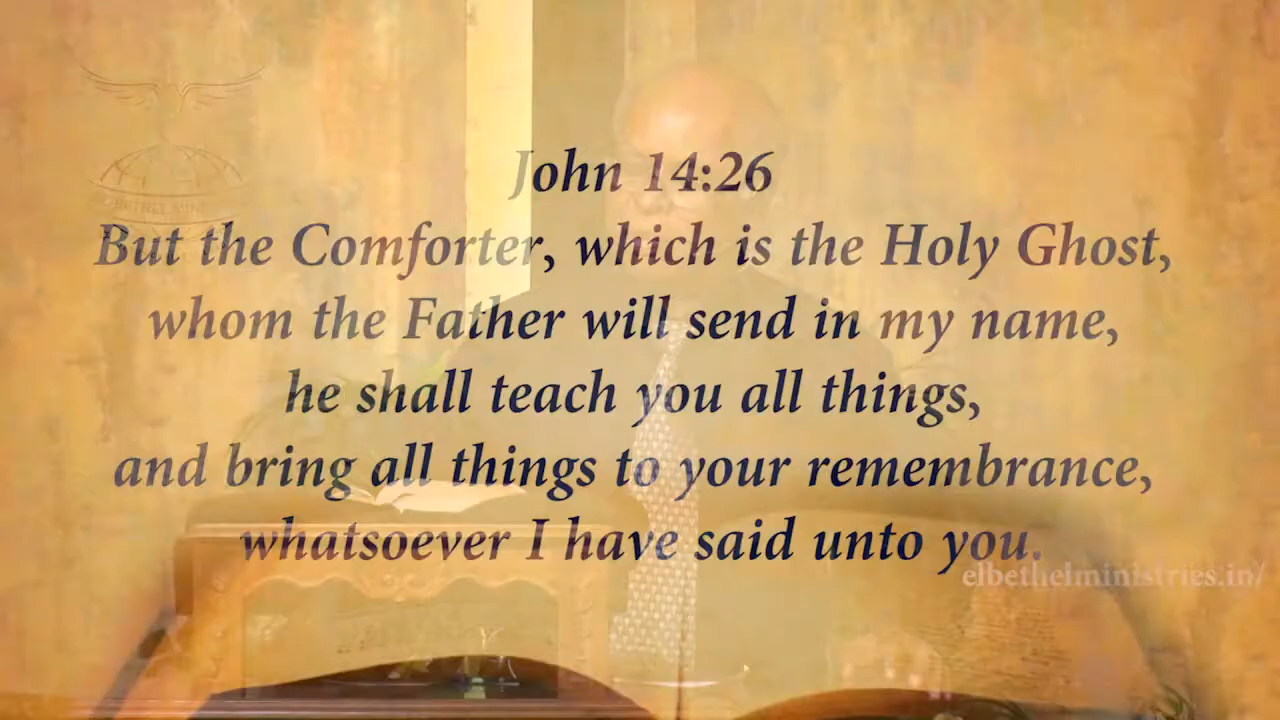 John 14:26
But the Comforter, which is the Holy Ghost,
whom the Father will send in my name,
he shall teach you all things,
and bring all things to your remembrance,
whatsoever I have said unto you.
elbethelministries.in/